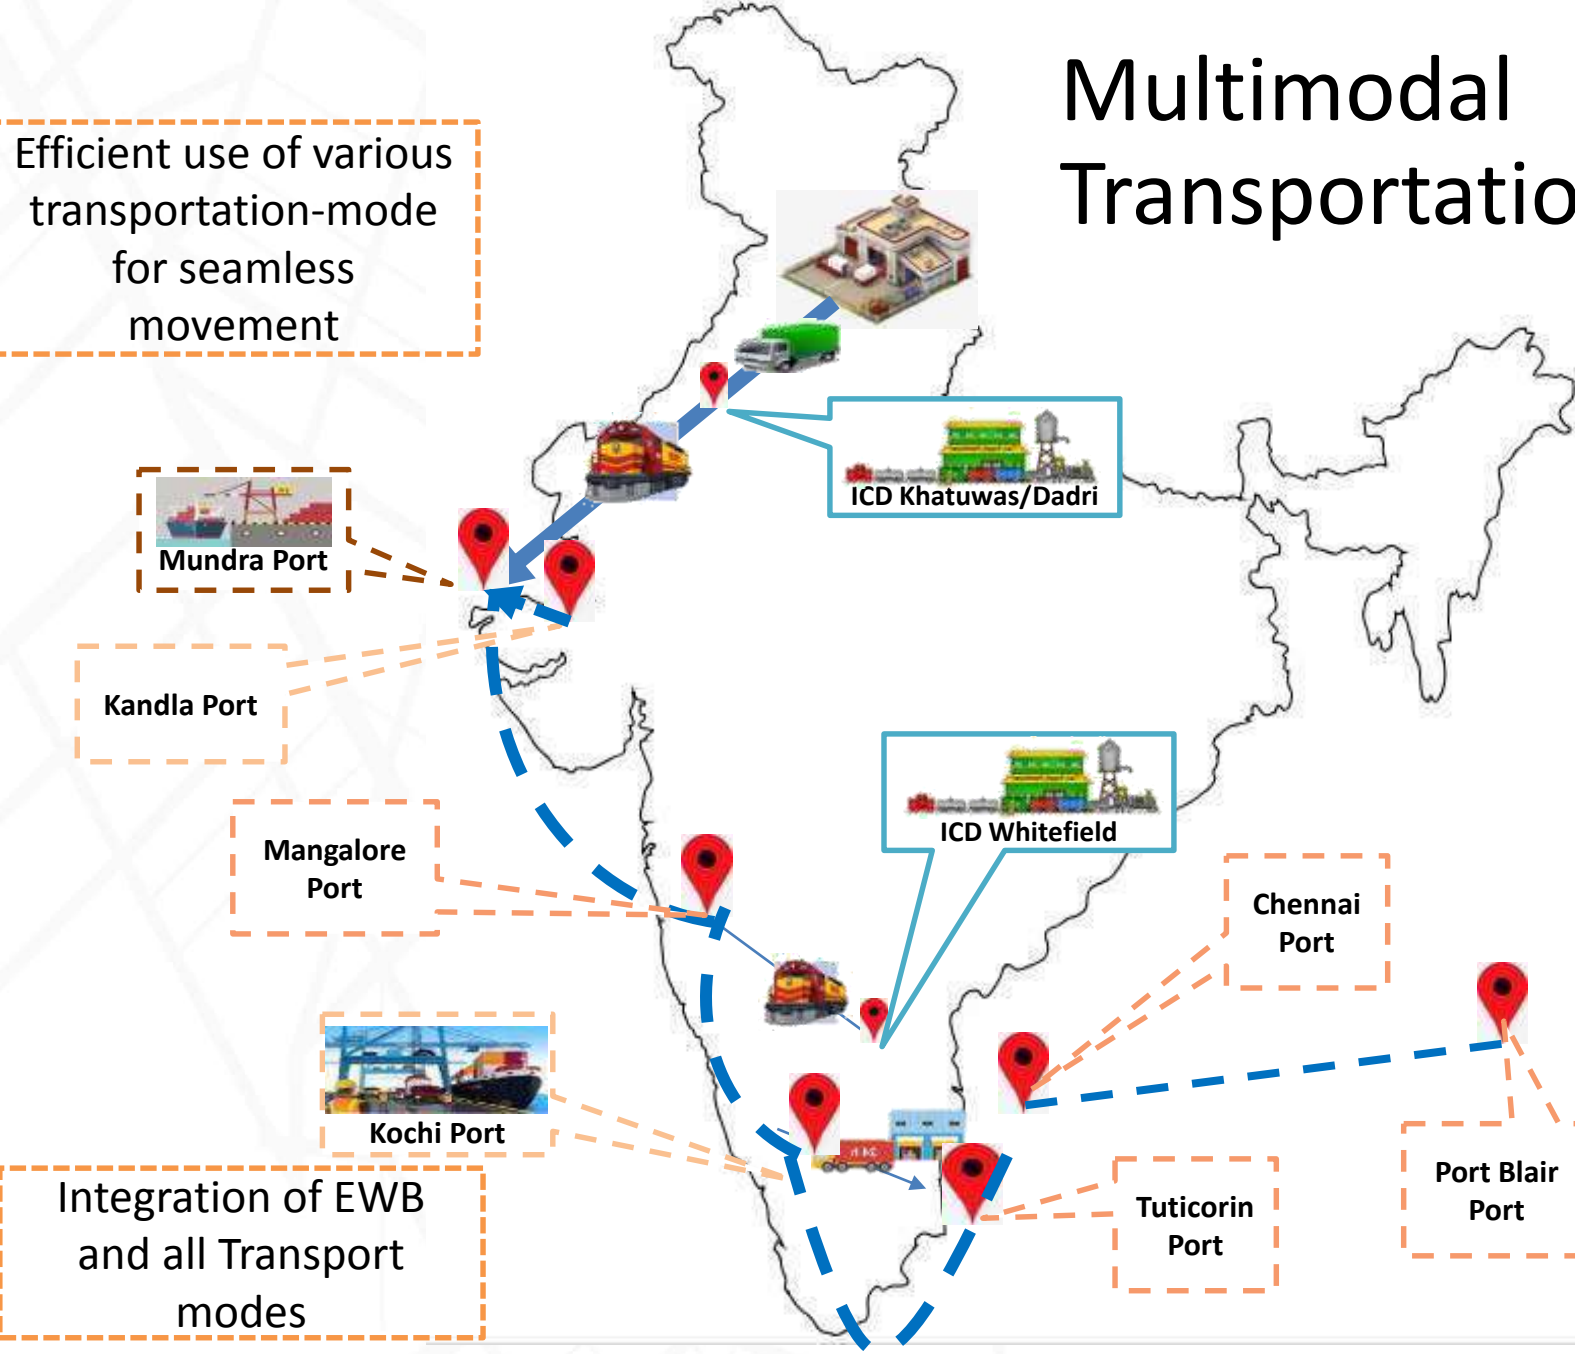 Multimodal
Transportatio
Efficient use of various
transportation-mode
for seamless
movement
ICD Khatuwas/Dadri
Mundra Port
Kandla Port
ICD Whitefield
Mangalore
Port
Chennai
Port
Kochi Port
Port Blair
Port
Tuticorin
Port
Integration of EWB
and all Transport
modes